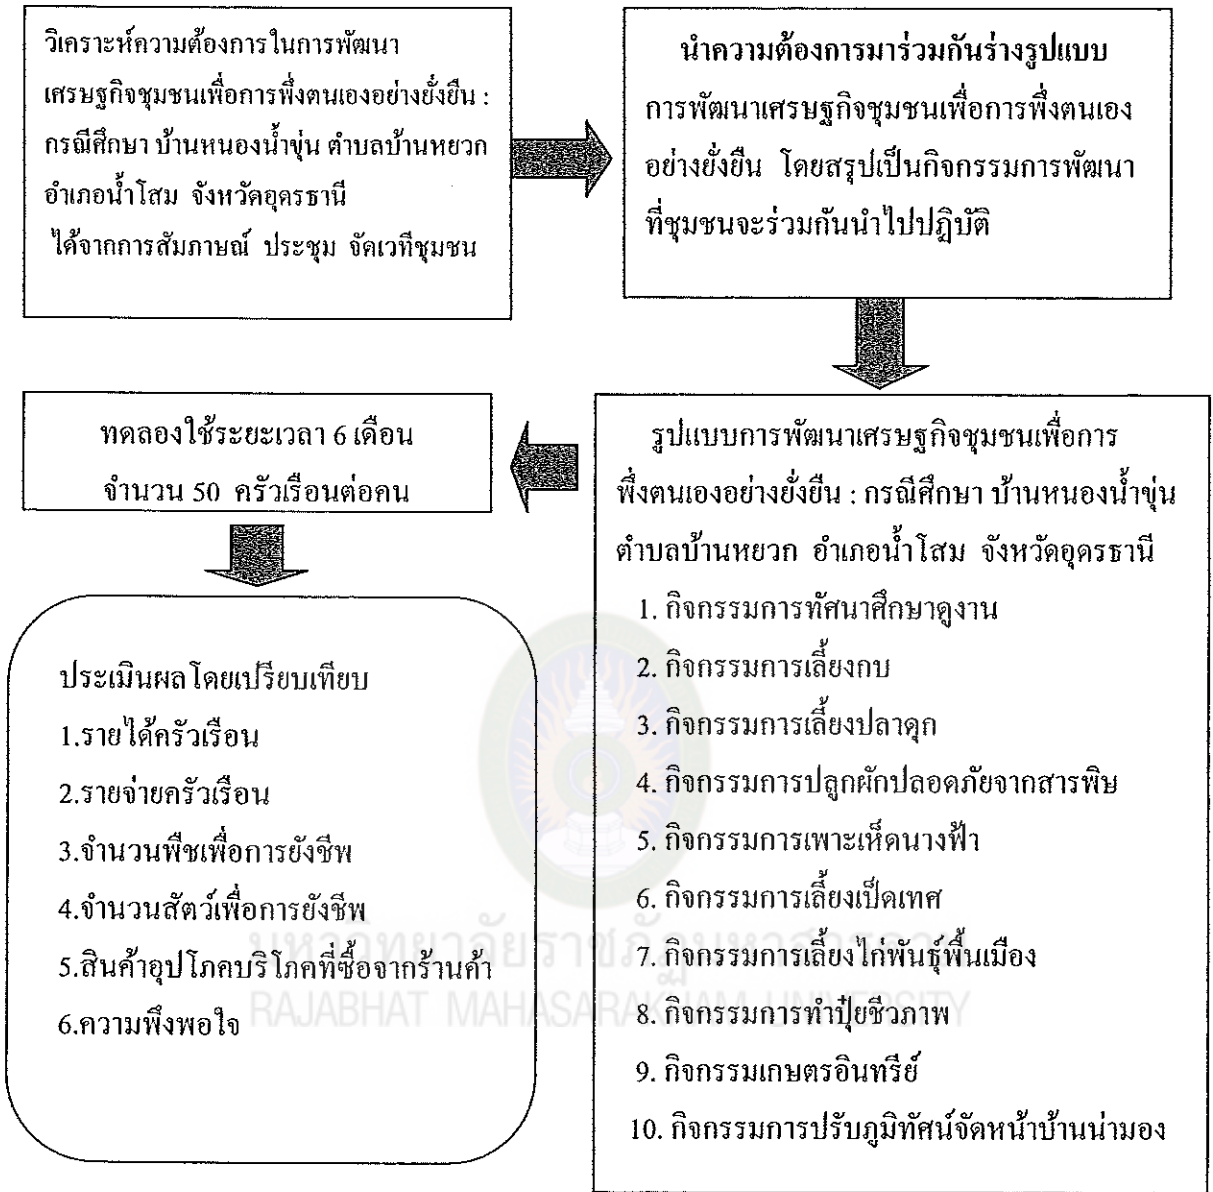 วิเคราะห์ความต้องการในการพัฒนา
เศรษฐกิจชุมชนเพื่อการพึ่งตนเองอย่างยั่งยืน :
กรณีศึกษา บ้านหนองน้ำขุ่น ตำบลบ้านหยวก
อำเภอน้ำโสม จังหวัดอุดรธานี
ได้จากการสัมภาษณ์ ประชุม จัดเวทีชุมชน
นำความต้องการมาร่วมกันร่างรูปแบบ
การพัฒนาเศรษฐกิจชุมชนเพื่อการพึ่งตนเอง
อย่างยั่งยืน โดยสรุปเป็นกิจกรรมการพัฒนา
ที่ชุมชนจะร่วมกันนำไปปฏิบัติ
รูปแบบการพัฒนาเศรษฐกิจชุมชนเพื่อการ
พึ่งตนเองอย่างยั่งยืน : กรณีศึกษา บ้านหนองน้ำขุ่น
ตำบลบ้านหยวก อำเภอน้ำโสม จังหวัดอุดรธานี
1. กิจกรรมการทัศนาศึกษาดูงาน
2. กิจกรรมการเลี้ยงกบ
3. กิจกรรมการเลี้ยงปลาดุก
4. กิจกรรมการปลูกผักปลอดภัยจากสารพิษ
5. กิจกรรมการเพาะเห็ดนางฟ้า
6. กิจกรรมการเลี้ยงเป็ดเทศ
7. กิจกรรมการเลี้ยงไก่พันธุ์พื้นเมือง
8. กิจกรรมการทำปุ๋ยชีวภาพ
9. กิจกรรมเกษตรอินทรีย์
10. กิจกรรมการปรับภูมิทัศน์จัดหน้าบ้านน่ามอง
ทดลองใช้ระยะเวลา 6 เดือน
จำนวน 50 ครัวเรือนต่อคน
ประเมินผลโดยเปรียบเทียบ
1.รายได้ครัวเรือน
2.รายจ่ายครัวเรือน
3.จำนวนพืชเพื่อการยังชีพ
4.จำนวนสัตว์เพื่อการยังชีพ
5.สินค้าอุปโภคบริโภคที่ซื้อจากร้านค้า
6.ความพึงพอใจ
มหาวิทยาลัยราชภัฏมหาสารคาม
RAJABHAT MAHASARAKHAM UNIVERSITY